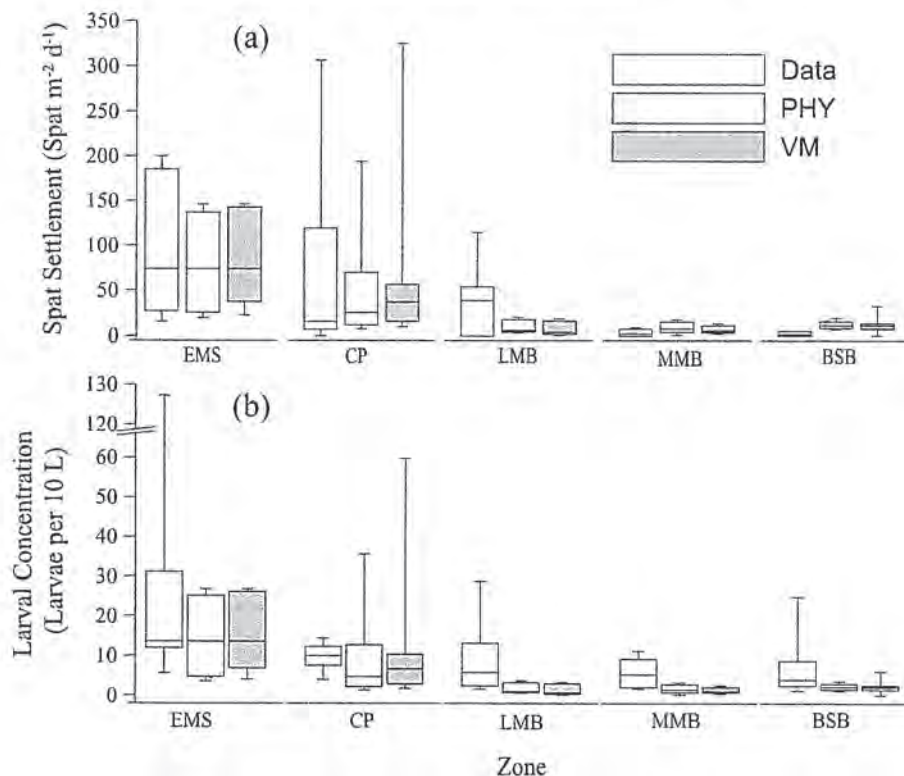 350
300
250
200
150
100
50
0
Spat Settlement (Spat m⁻² d⁻¹)
(a)
Data
PHY
VM
EMS CP LMB MMB BSB
130
120
60
50
40
30
20
10
0
Larval Concentration
(Larvae per 10 L)
(b)
EMS CP LMB MMB BSB
Zone